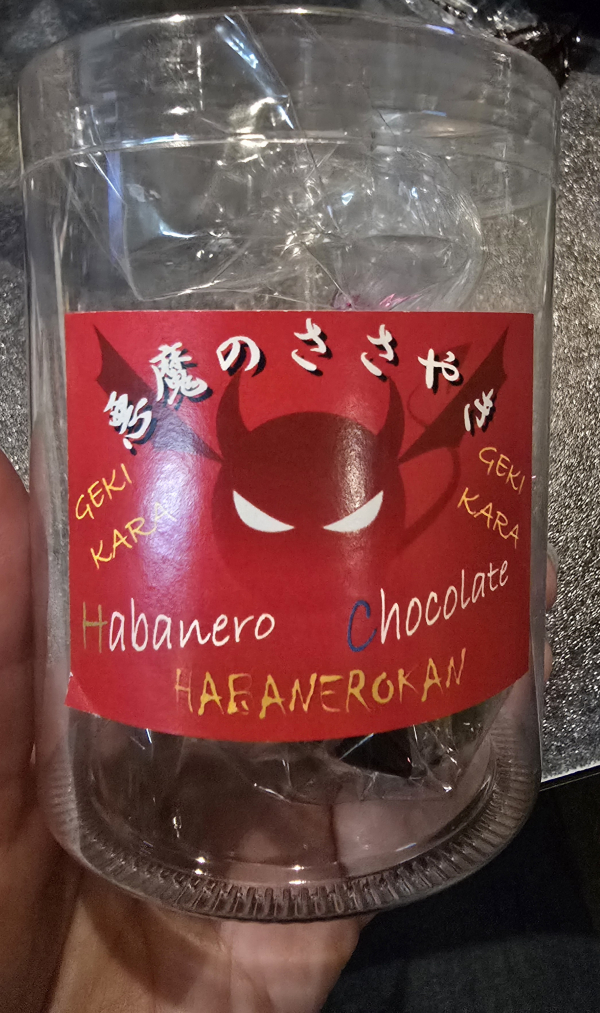 悪魔のささやき
GEKI
KARA
GEKI
KARA
Habanero Chocolate
HABANEROKAN